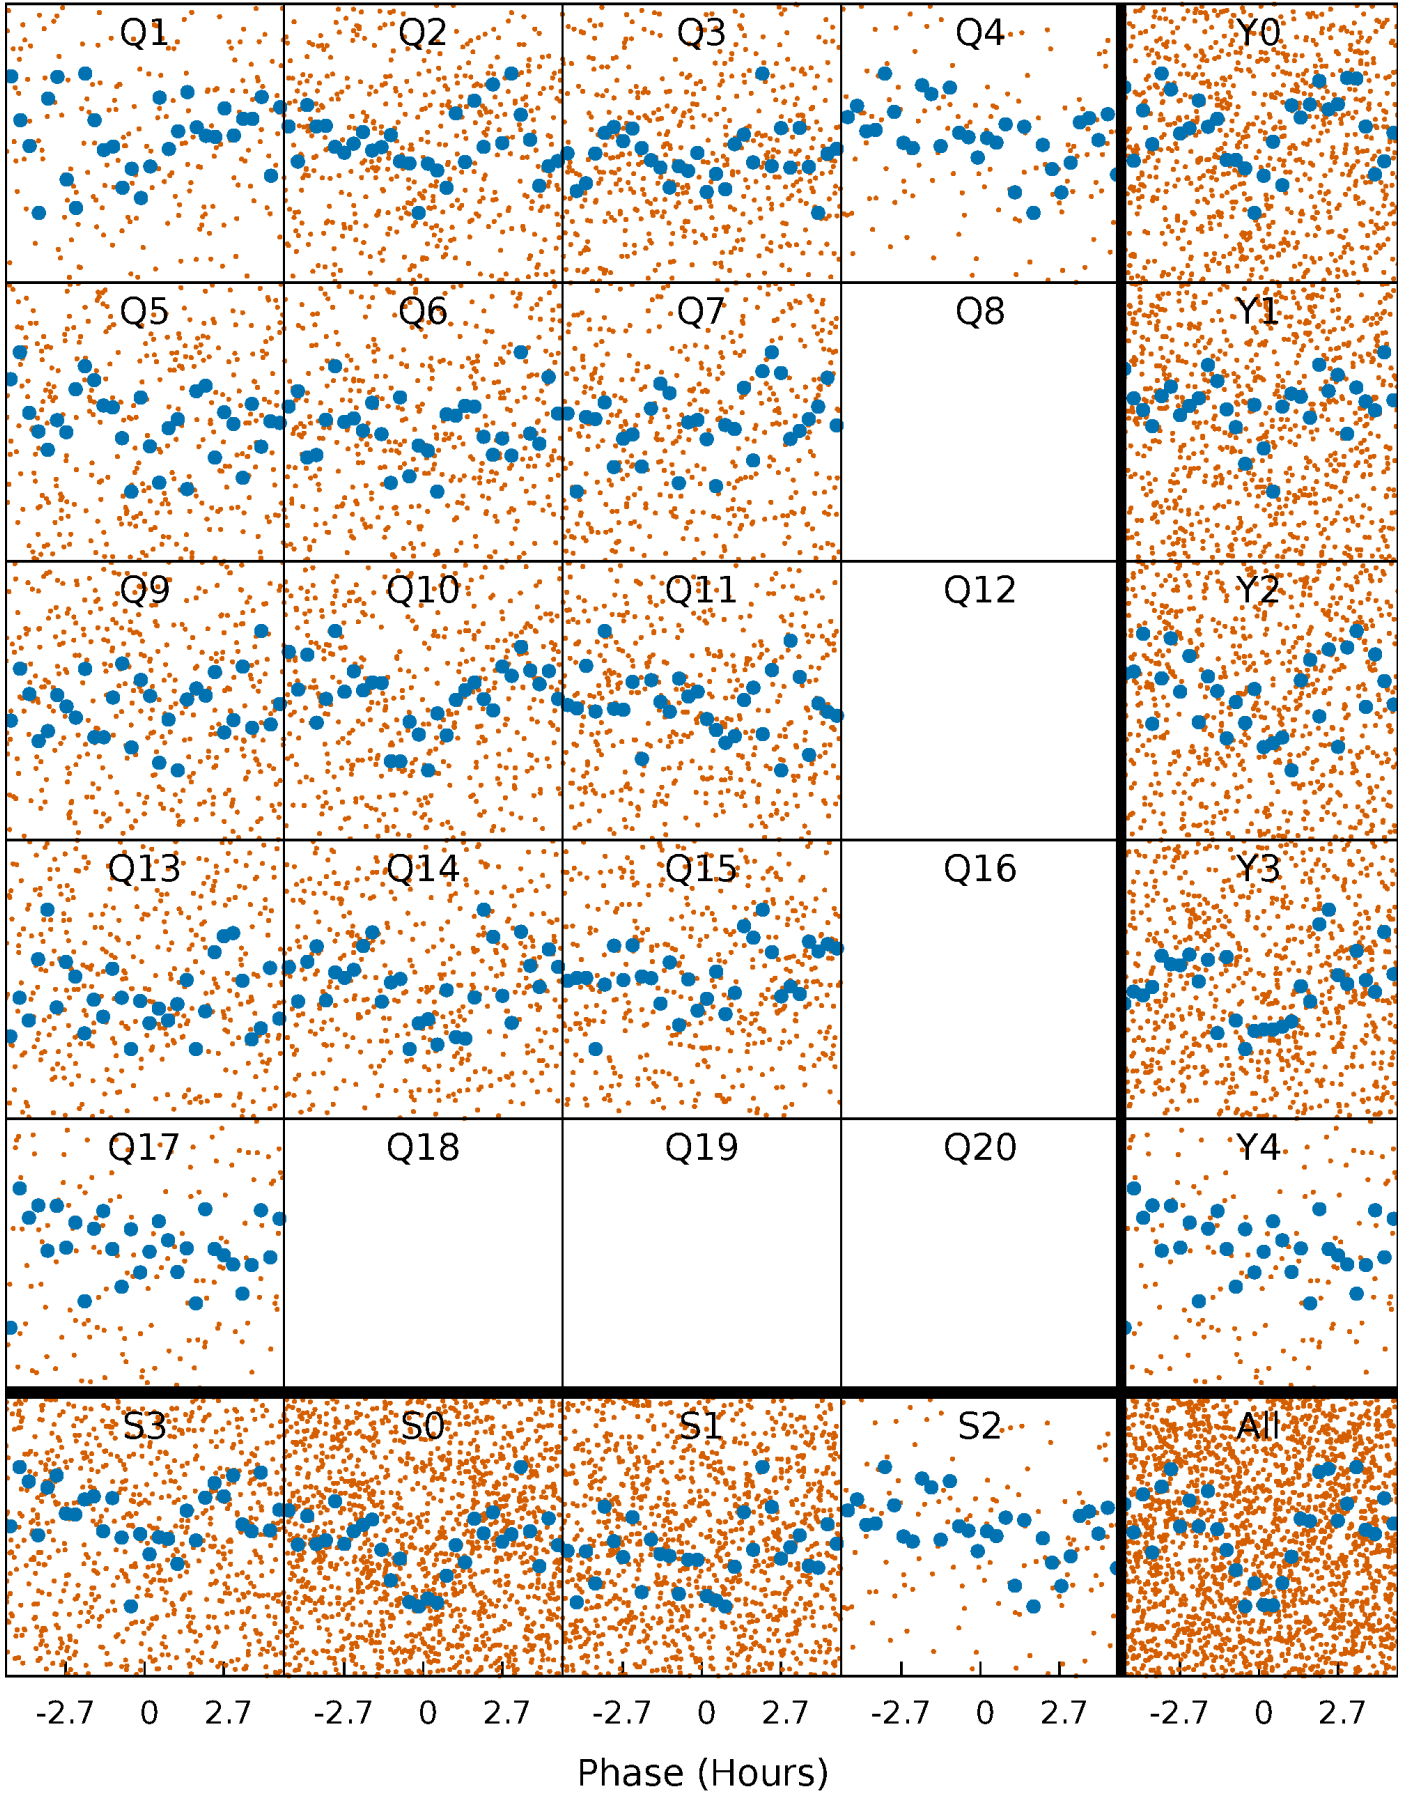 Q1 Q2 Q3 Q4 Y0
Q5 Q6 Q7 Q8 Y1
Q9 Q10 Q11 Q12 Y2
Q13 Q14 Q15 Q16 Y3
Q17 Q18 Q19 Q20 Y4
S3 S0 S1 S2 All
-2.7 0 2.7 -2.7 0 2.7 -2.7 0 2.7 -2.7 0 2.7 -2.7 0 2.7
Phase (Hours)